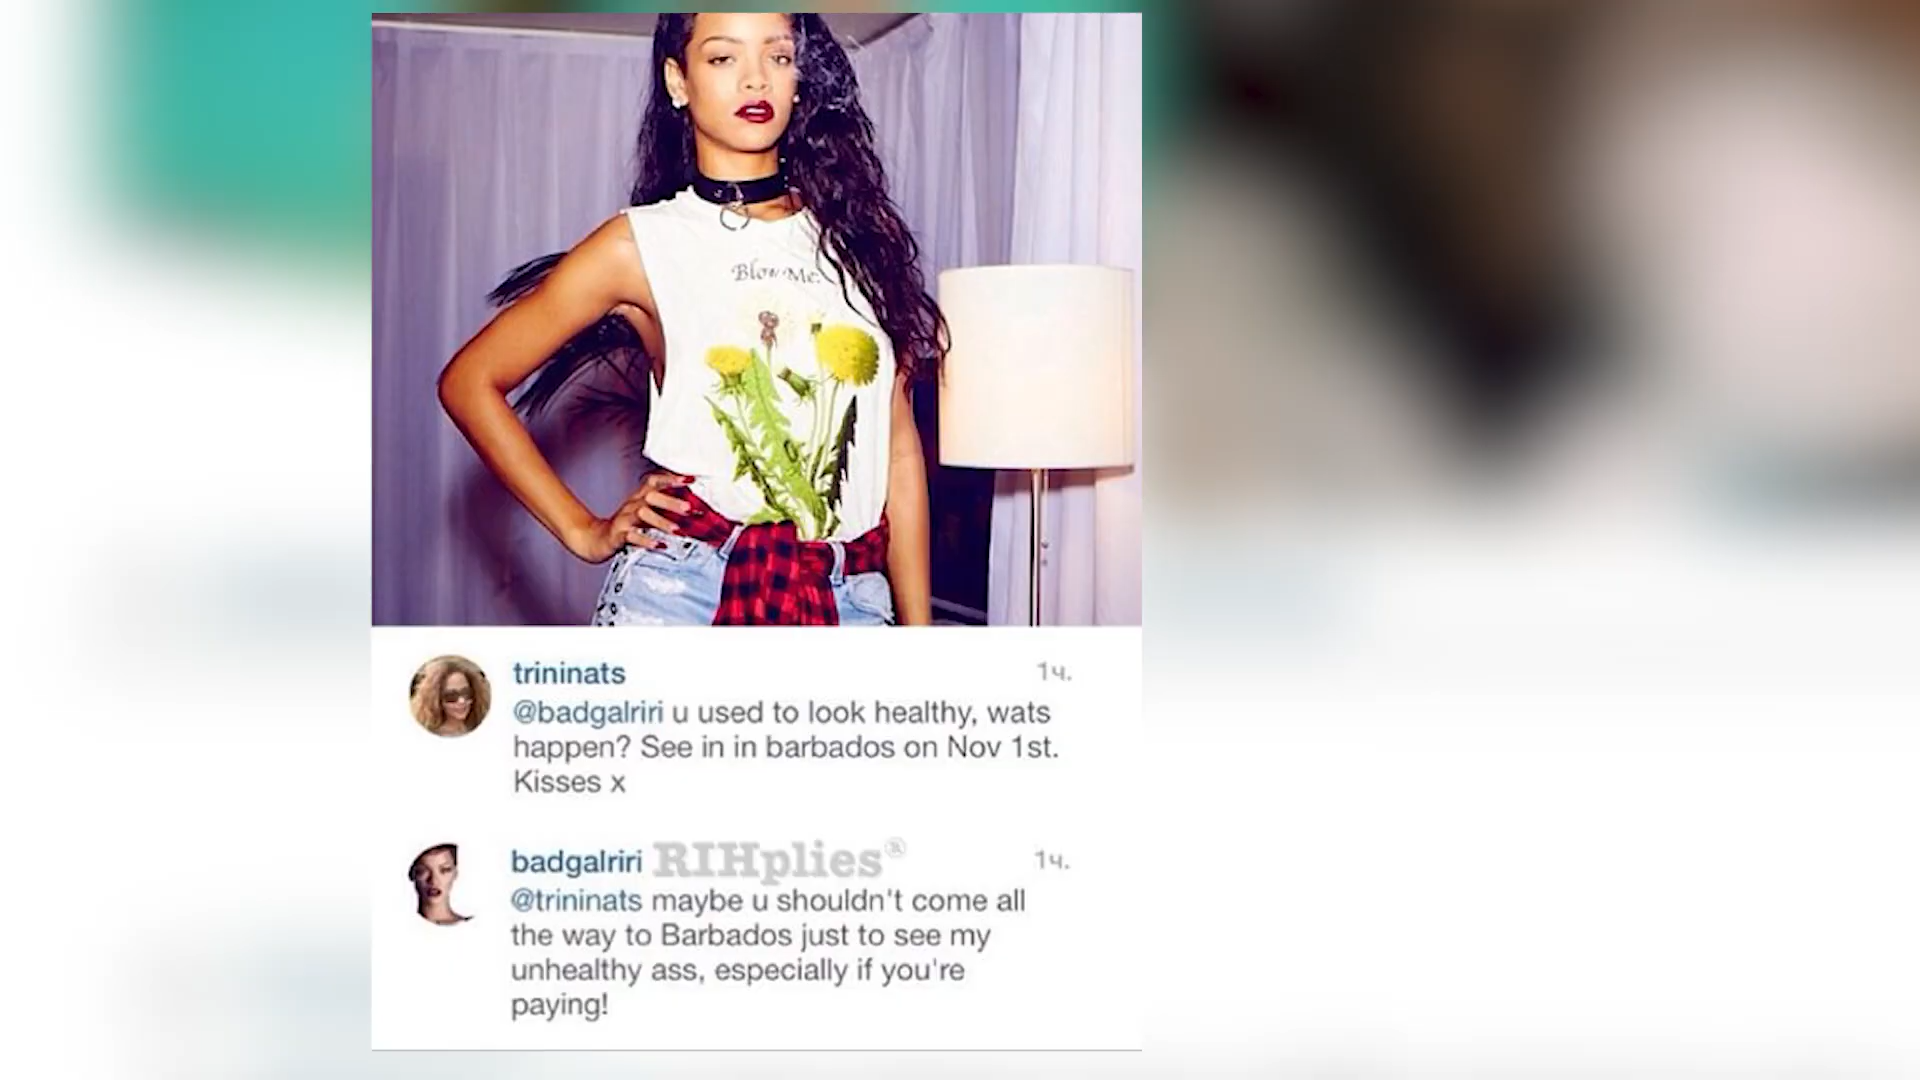 Blow Me.
trininats 1ч.
@badgalriri u used to look healthy, wats
happen? See in in barbados on Nov 1st.
Kisses x
badgalriri RIHplies® 1ч.
@trininats maybe u shouldn't come all
the way to Barbados just to see my
unhealthy ass, especially if you're
paying!